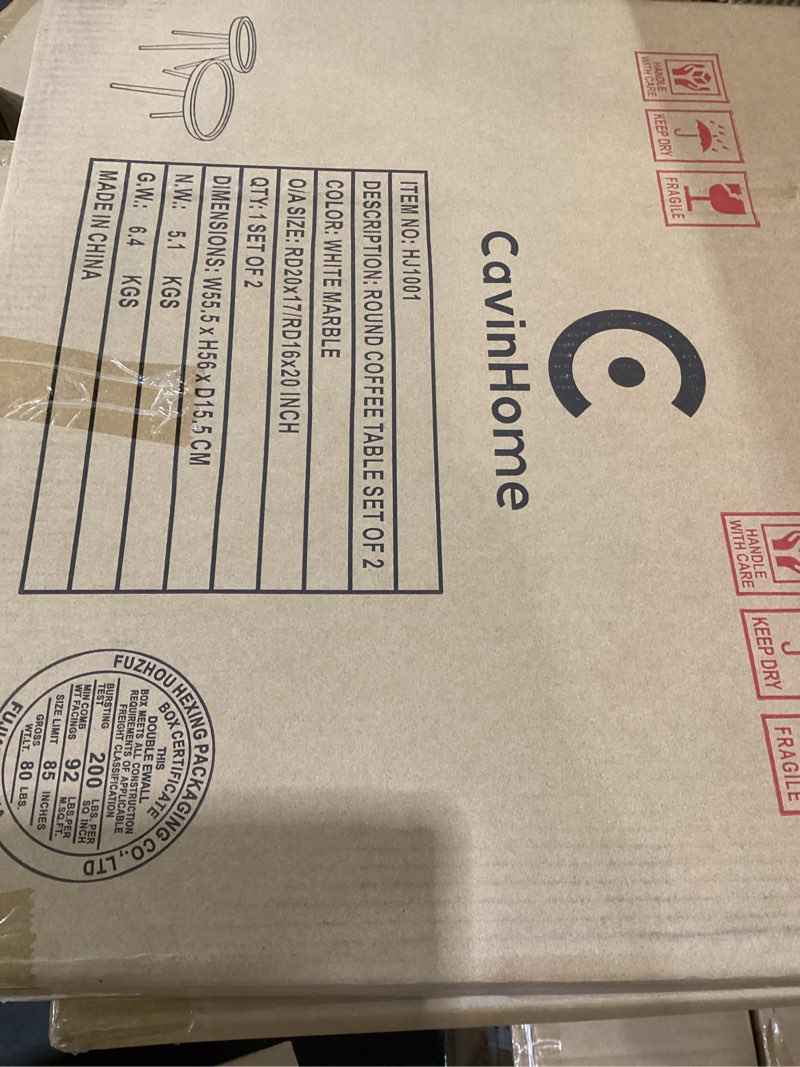 HANDLE
WITH CARE
KEEP DRY
FRAGILE
HANDLE
WITH CARE
KEEP DRY
FRAGILE
CavinHome
ITEM NO: HJ1001
DESCRIPTION: ROUND COFFEE TABLE SET OF 2
COLOR: WHITE MARBLE
O/A SIZE: RD20x17/RD16x20 INCH
QTY: 1 SET OF 2
DIMENSIONS: W55.5 x H56 x D15.5 CM
N.W.: 5.1 KGS
G.W.: 6.4 KGS
MADE IN CHINA
FUZHOU HEXING PACKAGING CO., LTD
BOX CERTIFICATE
THIS
DOUBLE EWALL
BOX MEETS ALL CONSTRUCTION
REQUIREMENTS OF APPLICABLE
FREIGHT CLASSIFICATION
BURSTING TEST 200 LBS. PER SQ INCH
MIN COMB WT FACINGS 92 LBS. PER M.SQ.FT.
SIZE LIMIT 85 INCHES
GROSS WT.LT. 80 LBS.